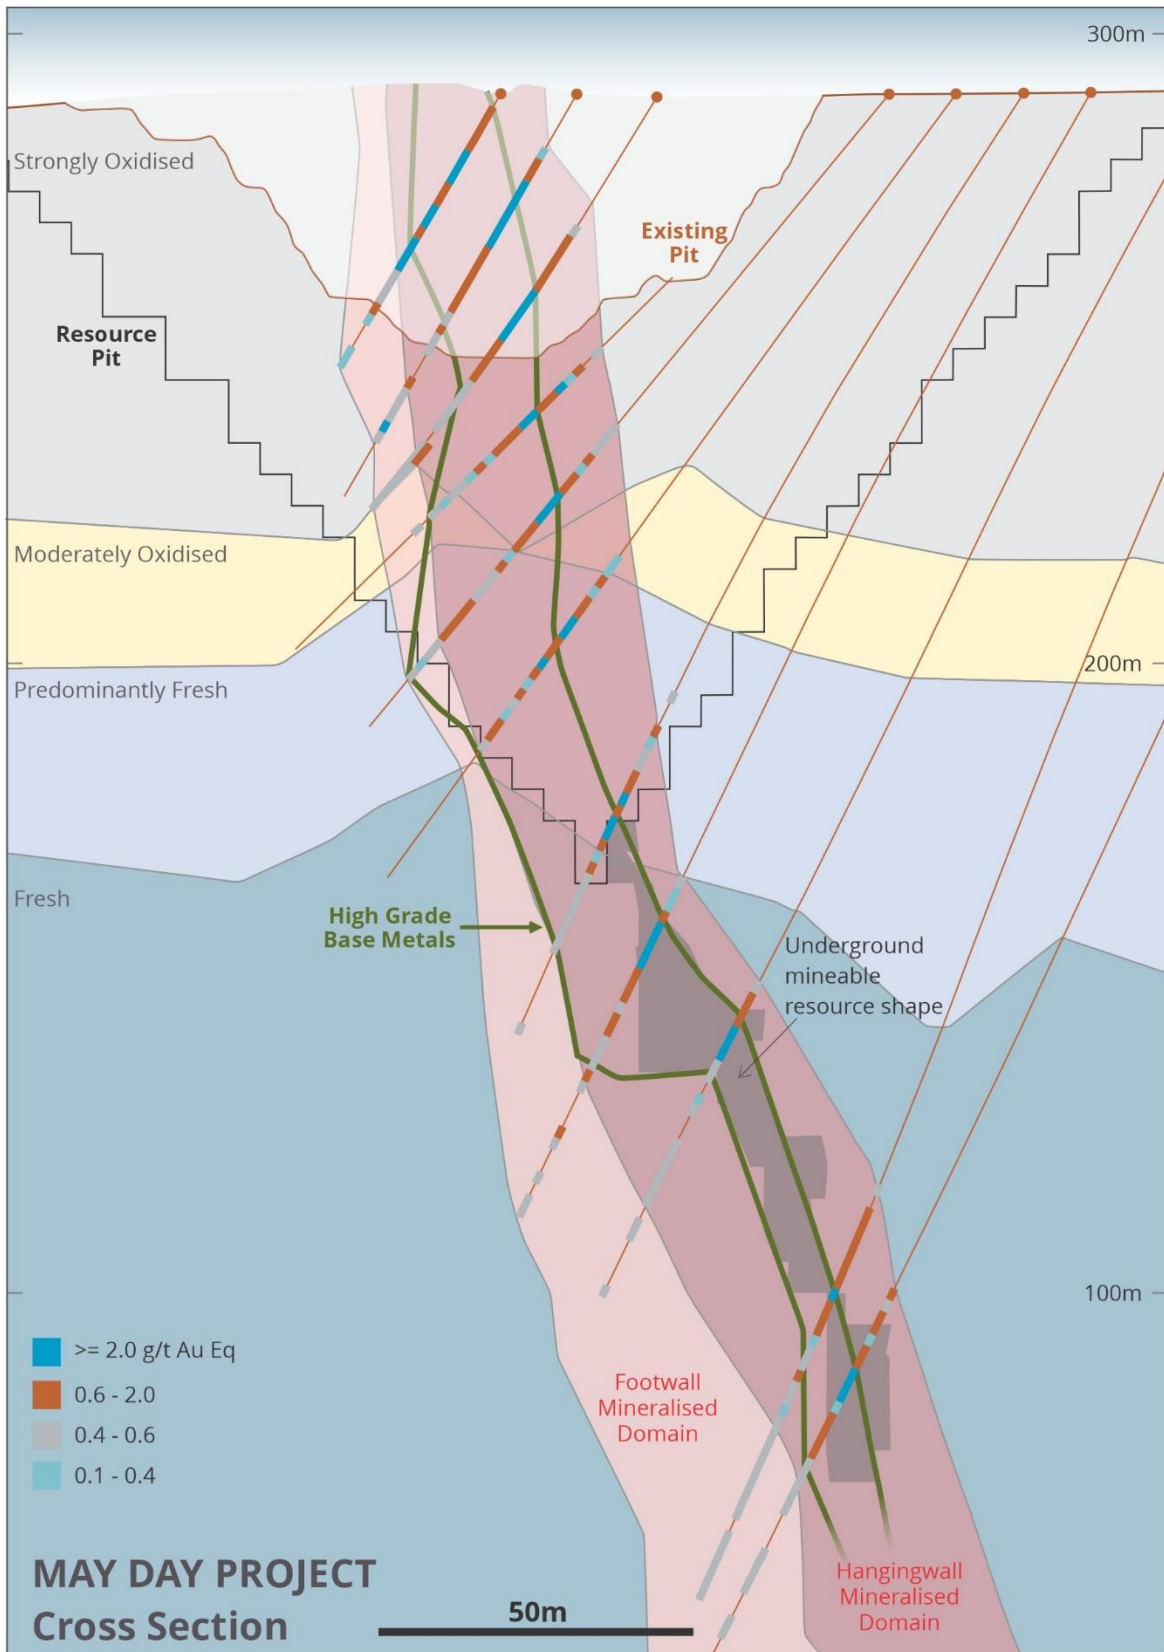 300m
Strongly Oxidised
Existing
Pit
Resource
Pit
Moderately Oxidised
200m
Predominantly Fresh
Fresh
High Grade
Base Metals
Underground
mineable
resource shape
100m
>= 2.0 g/t Au Eq
0.6 - 2.0
0.4 - 0.6
0.1 - 0.4
Footwall
Mineralised
Domain
Hangingwall
Mineralised
Domain
MAY DAY PROJECT
Cross Section
50m